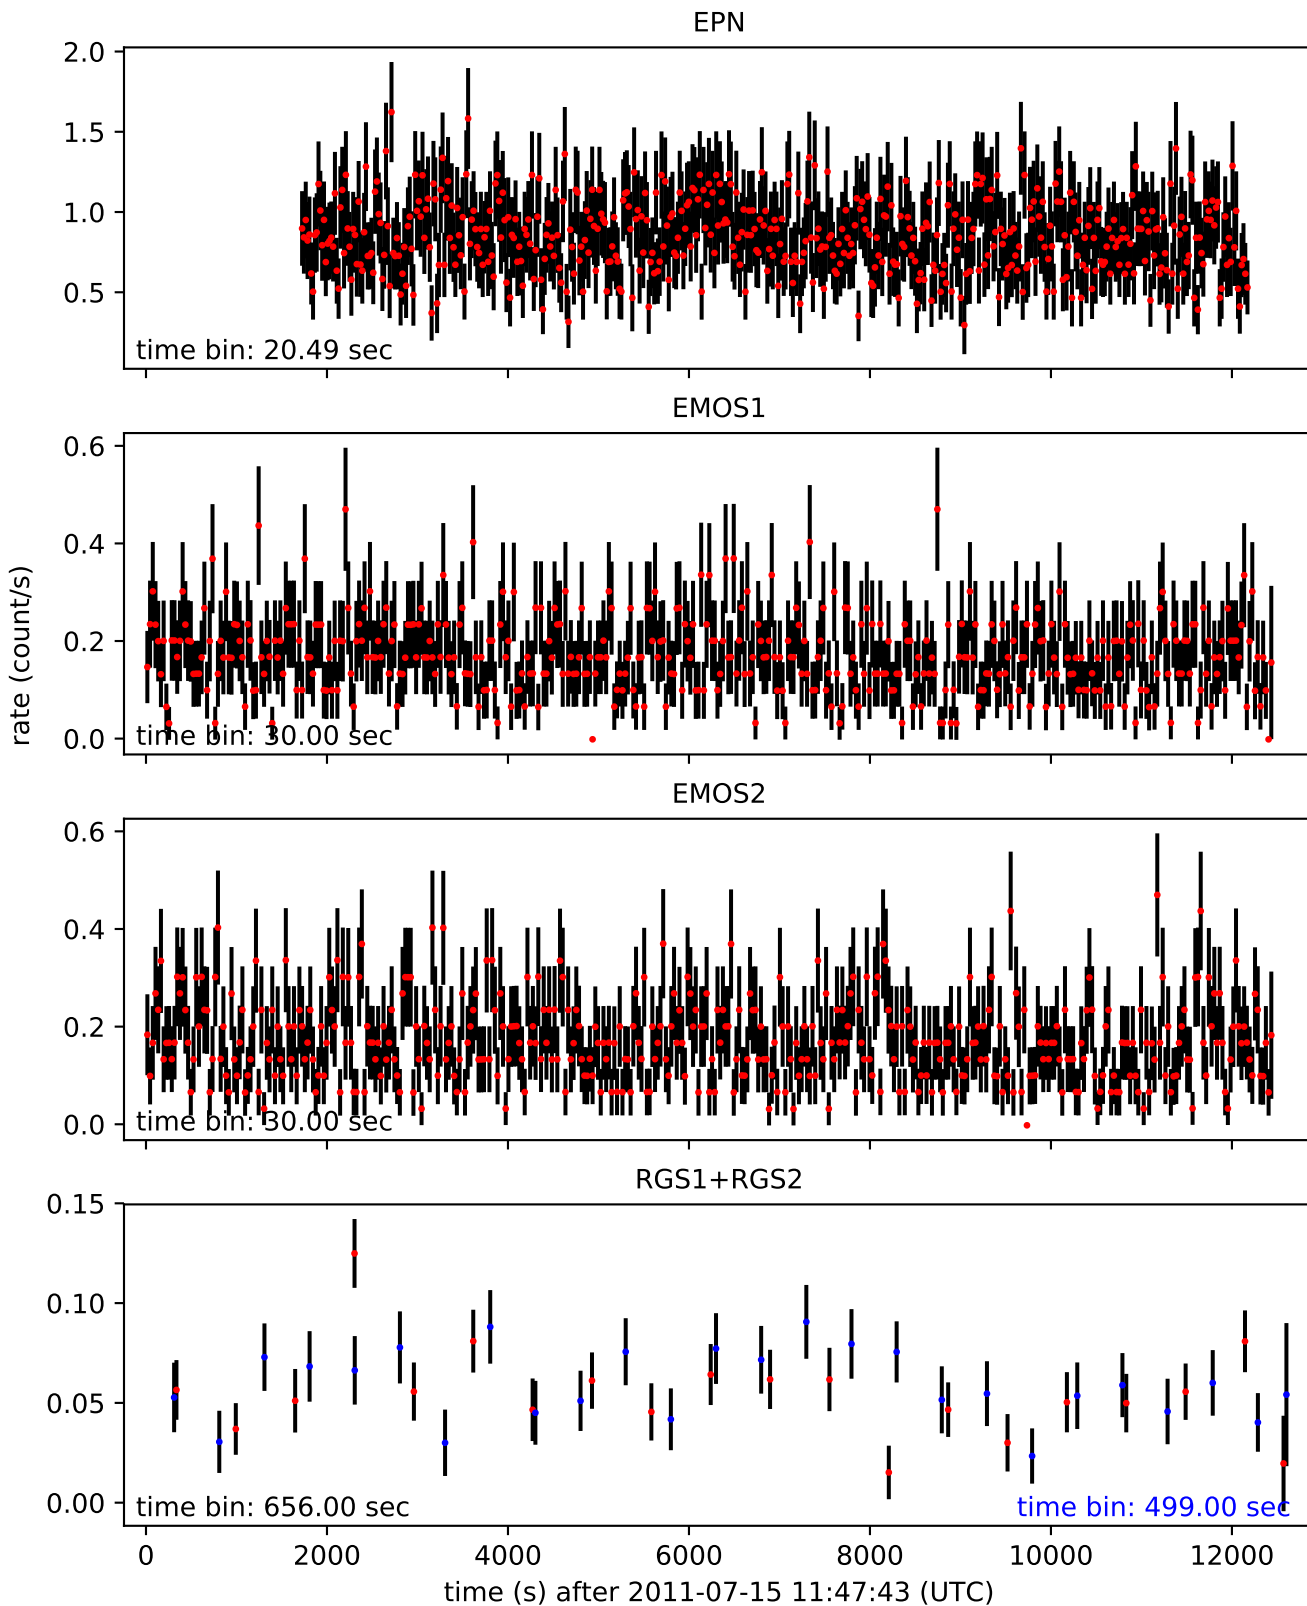 EPN
2.0
1.5
1.0
0.5
time bin: 20.49 sec
EMOS1
0.6
0.4
0.2
0.0
time bin: 30.00 sec
rate (count/s)
EMOS2
0.6
0.4
0.2
0.0
time bin: 30.00 sec
RGS1+RGS2
0.15
0.10
0.05
0.00
time bin: 656.00 sec
time bin: 499.00 sec
0 2000 4000 6000 8000 10000 12000
time (s) after 2011-07-15 11:47:43 (UTC)